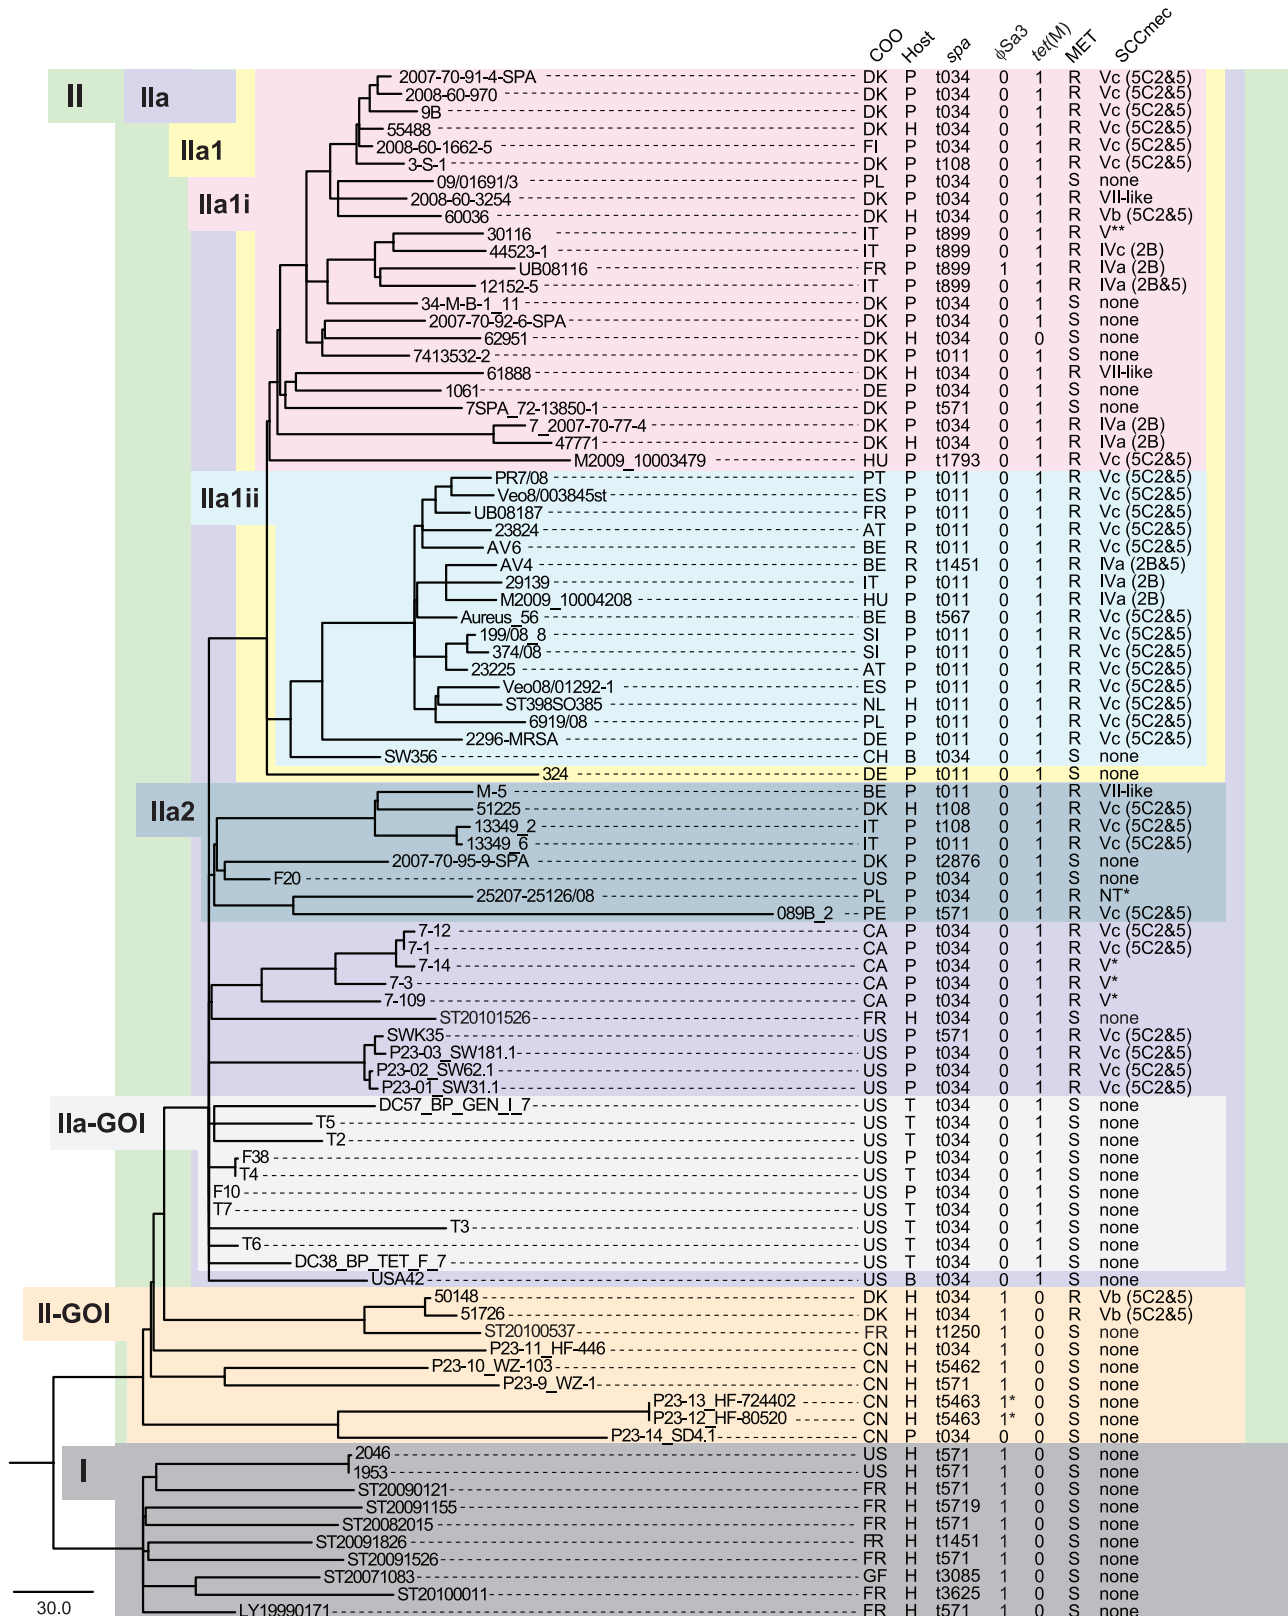 COO Host spa ϕSa3 tet(M) MET SCCmec
II IIa
IIa1
IIa1i
2007-70-91-4-SPA DK P t034 0 1 R Vc (5C2&5)
2008-60-970 DK P t034 0 1 R Vc (5C2&5)
9B DK P t034 0 1 R Vc (5C2&5)
55488 DK H t034 0 1 R Vc (5C2&5)
2008-60-1662-5 FI P t034 0 1 R Vc (5C2&5)
3-S-1 DK P t108 0 1 R Vc (5C2&5)
09/01691/3 PL P t034 0 1 S none
2008-60-3254 DK P t034 0 1 R VII-like
60036 DK H t034 0 1 R Vb (5C2&5)
30116 IT P t899 0 1 R V**
44523-1 IT P t899 0 1 R IVc (2B)
UB08116 FR P t899 1 1 R IVa (2B)
12152-5 IT P t899 0 1 R IVa (2B&5)
34-M-B-1_11 DK P t034 0 1 S none
2007-70-92-6-SPA DK P t034 0 1 S none
62951 DK H t034 0 0 S none
7413532-2 DK P t011 0 1 S none
61888 DK H t034 0 1 R VII-like
1061 DE P t034 0 1 S none
7SPA_72-13850-1 DK P t571 0 1 S none
7_2007-70-77-4 DK P t034 0 1 R IVa (2B)
47771 DK H t034 0 1 R IVa (2B)
M2009_10003479 HU P t1793 0 1 R Vc (5C2&5)
IIa1ii
PR7/08 PT P t011 0 1 R Vc (5C2&5)
Veo8/003845st ES P t011 0 1 R Vc (5C2&5)
UB08187 FR P t011 0 1 R Vc (5C2&5)
23824 AT P t011 0 1 R Vc (5C2&5)
AV6 BE R t011 0 1 R Vc (5C2&5)
AV4 BE R t1451 0 1 R IVa (2B&5)
29139 IT P t011 0 1 R IVa (2B)
M2009_10004208 HU P t011 0 1 R IVa (2B)
Aureus_56 BE B t567 0 1 R Vc (5C2&5)
199/08_8 SI P t011 0 1 R Vc (5C2&5)
374/08 SI P t011 0 1 R Vc (5C2&5)
23225 AT P t011 0 1 R Vc (5C2&5)
Veo08/01292-1 ES P t011 0 1 R Vc (5C2&5)
ST398SO385 NL H t011 0 1 R Vc (5C2&5)
6919/08 PL P t011 0 1 R Vc (5C2&5)
2296-MRSA DE P t011 0 1 R Vc (5C2&5)
SW356 CH B t034 0 1 S none
324 DE P t011 0 1 S none
IIa2
M-5 BE P t011 0 1 R VII-like
51225 DK H t108 0 1 R Vc (5C2&5)
13349_2 IT P t108 0 1 R Vc (5C2&5)
13349_6 IT P t011 0 1 R Vc (5C2&5)
2007-70-95-9-SPA DK P t2876 0 1 S none
F20 US P t034 0 1 S none
25207-25126/08 PL P t034 0 1 R NT*
089B_2 PE P t571 0 1 R Vc (5C2&5)
7-12 CA P t034 0 1 R Vc (5C2&5)
7-1 CA P t034 0 1 R Vc (5C2&5)
7-14 CA P t034 0 1 R V*
7-3 CA P t034 0 1 R V*
7-109 CA P t034 0 1 R V*
ST20101526 FR H t034 0 1 S none
SWK35 US P t571 0 1 R Vc (5C2&5)
P23-03_SW181.1 US P t034 0 1 R Vc (5C2&5)
P23-02_SW62.1 US P t034 0 1 R Vc (5C2&5)
P23-01_SW31.1 US P t034 0 1 R Vc (5C2&5)
IIa-GOI
DC57_BP_GEN_I_7 US T t034 0 1 S none
T5 US T t034 0 1 S none
T2 US T t034 0 1 S none
F38 US P t034 0 1 S none
T4 US T t034 0 1 S none
F10 US P t034 0 1 S none
T7 US T t034 0 1 S none
T3 US T t034 0 1 S none
T6 US T t034 0 1 S none
DC38_BP_TET_F_7 US T t034 0 1 S none
USA42 US B t034 0 1 S none
II-GOI
50148 DK H t034 1 0 R Vb (5C2&5)
51726 DK H t034 1 0 R Vb (5C2&5)
ST20100537 FR H t1250 1 0 S none
P23-11_HF-446 CN H t034 1 0 S none
P23-10_WZ-103 CN H t5462 1 0 S none
P23-9_WZ-1 CN H t571 1 0 S none
P23-13_HF-724402 CN H t5463 1* 0 S none
P23-12_HF-80520 CN H t5463 1* 0 S none
P23-14_SD4.1 CN P t034 0 0 S none
I
2046 US H t571 1 0 S none
1953 US H t571 1 0 S none
ST20090121 FR H t571 1 0 S none
ST20091155 FR H t5719 1 0 S none
ST20082015 FR H t571 1 0 S none
ST20091826 FR H t1451 1 0 S none
ST20091526 FR H t571 1 0 S none
ST20071083 GF H t3085 1 0 S none
ST20100011 FR H t3625 1 0 S none
LY19990171 FR H t571 1 0 S none
30.0